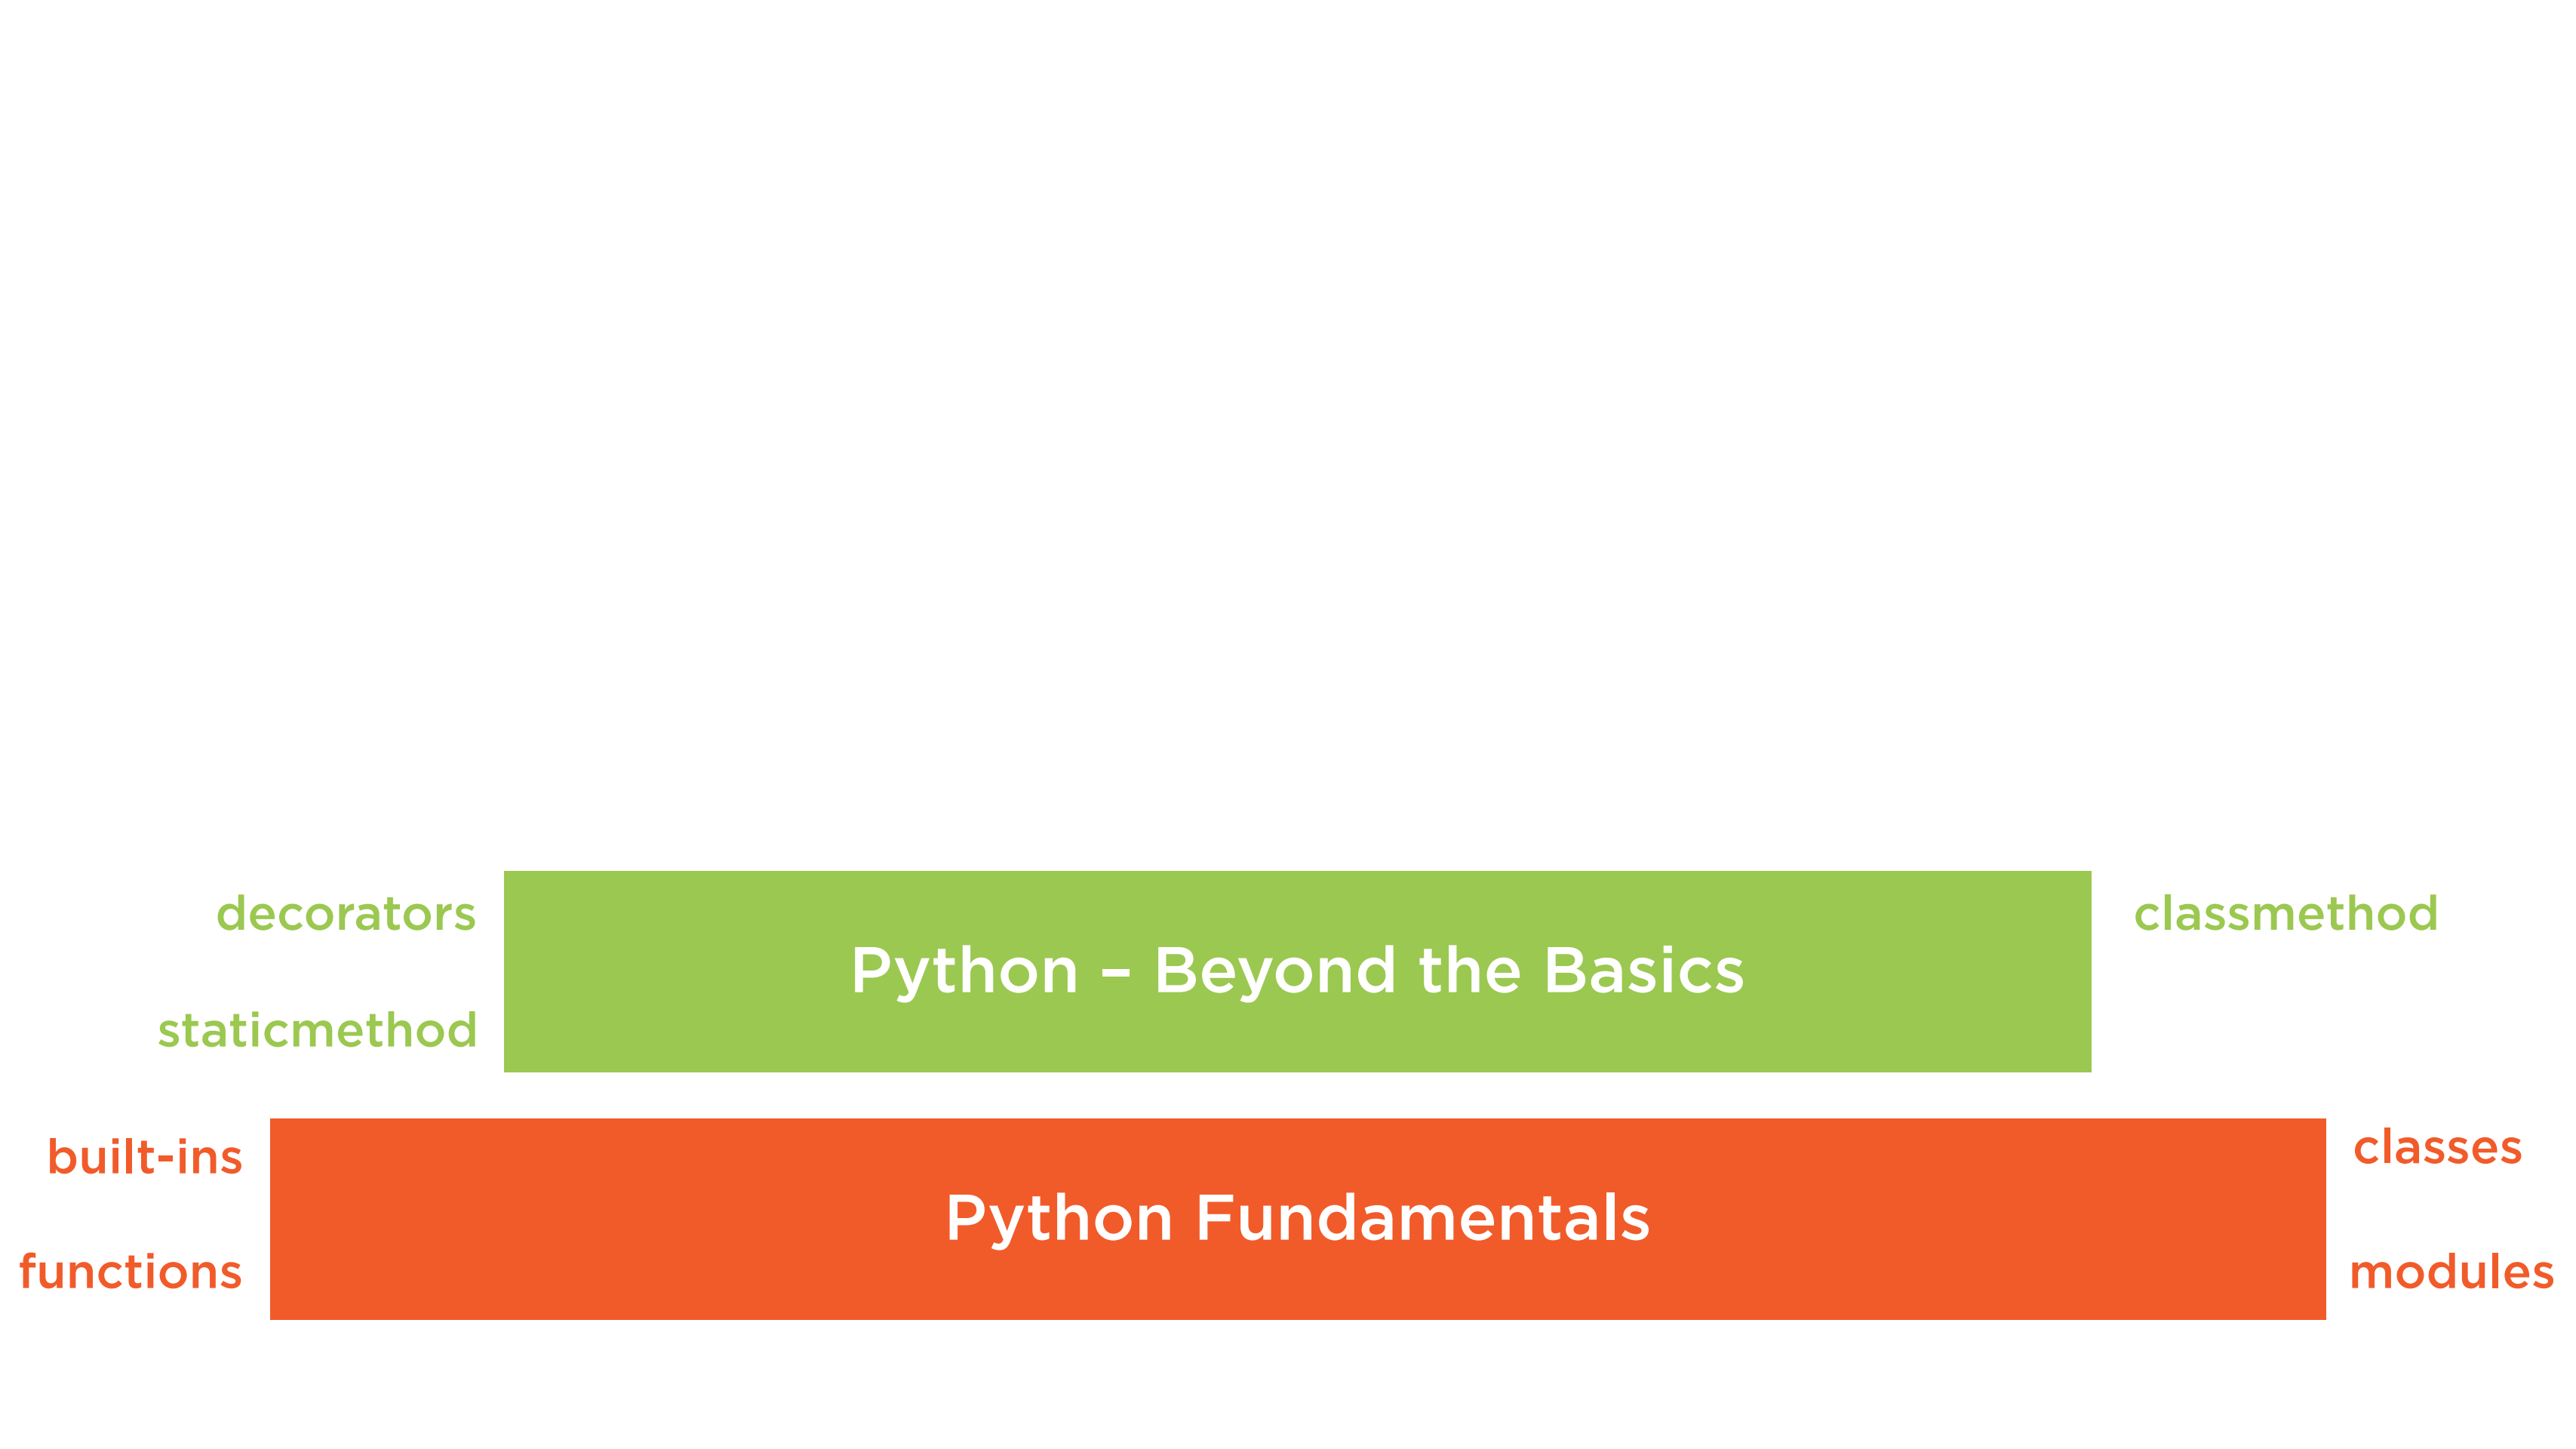 decorators
classmethod
Python – Beyond the Basics
staticmethod
built-ins
classes
Python Fundamentals
functions
modules